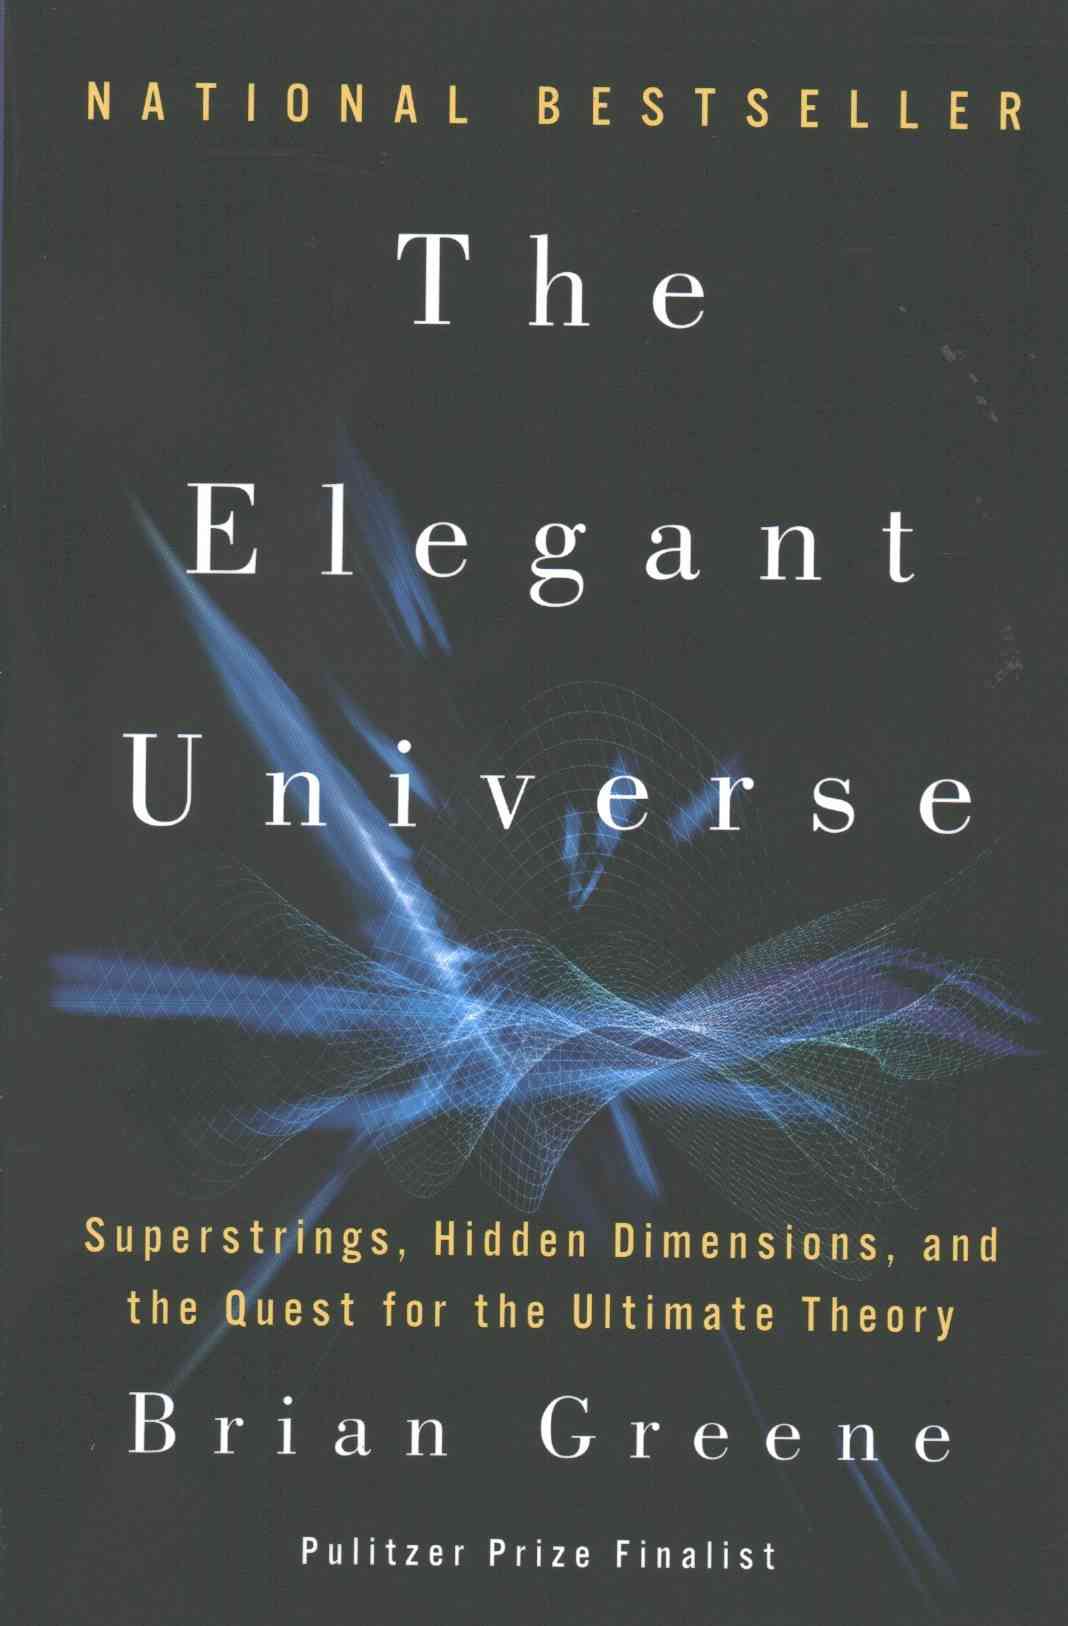 NATIONAL BESTSELLER
The
Elegant
Universe
Superstrings, Hidden Dimensions, and
the Quest for the Ultimate Theory
Brian Greene
Pulitzer Prize Finalist